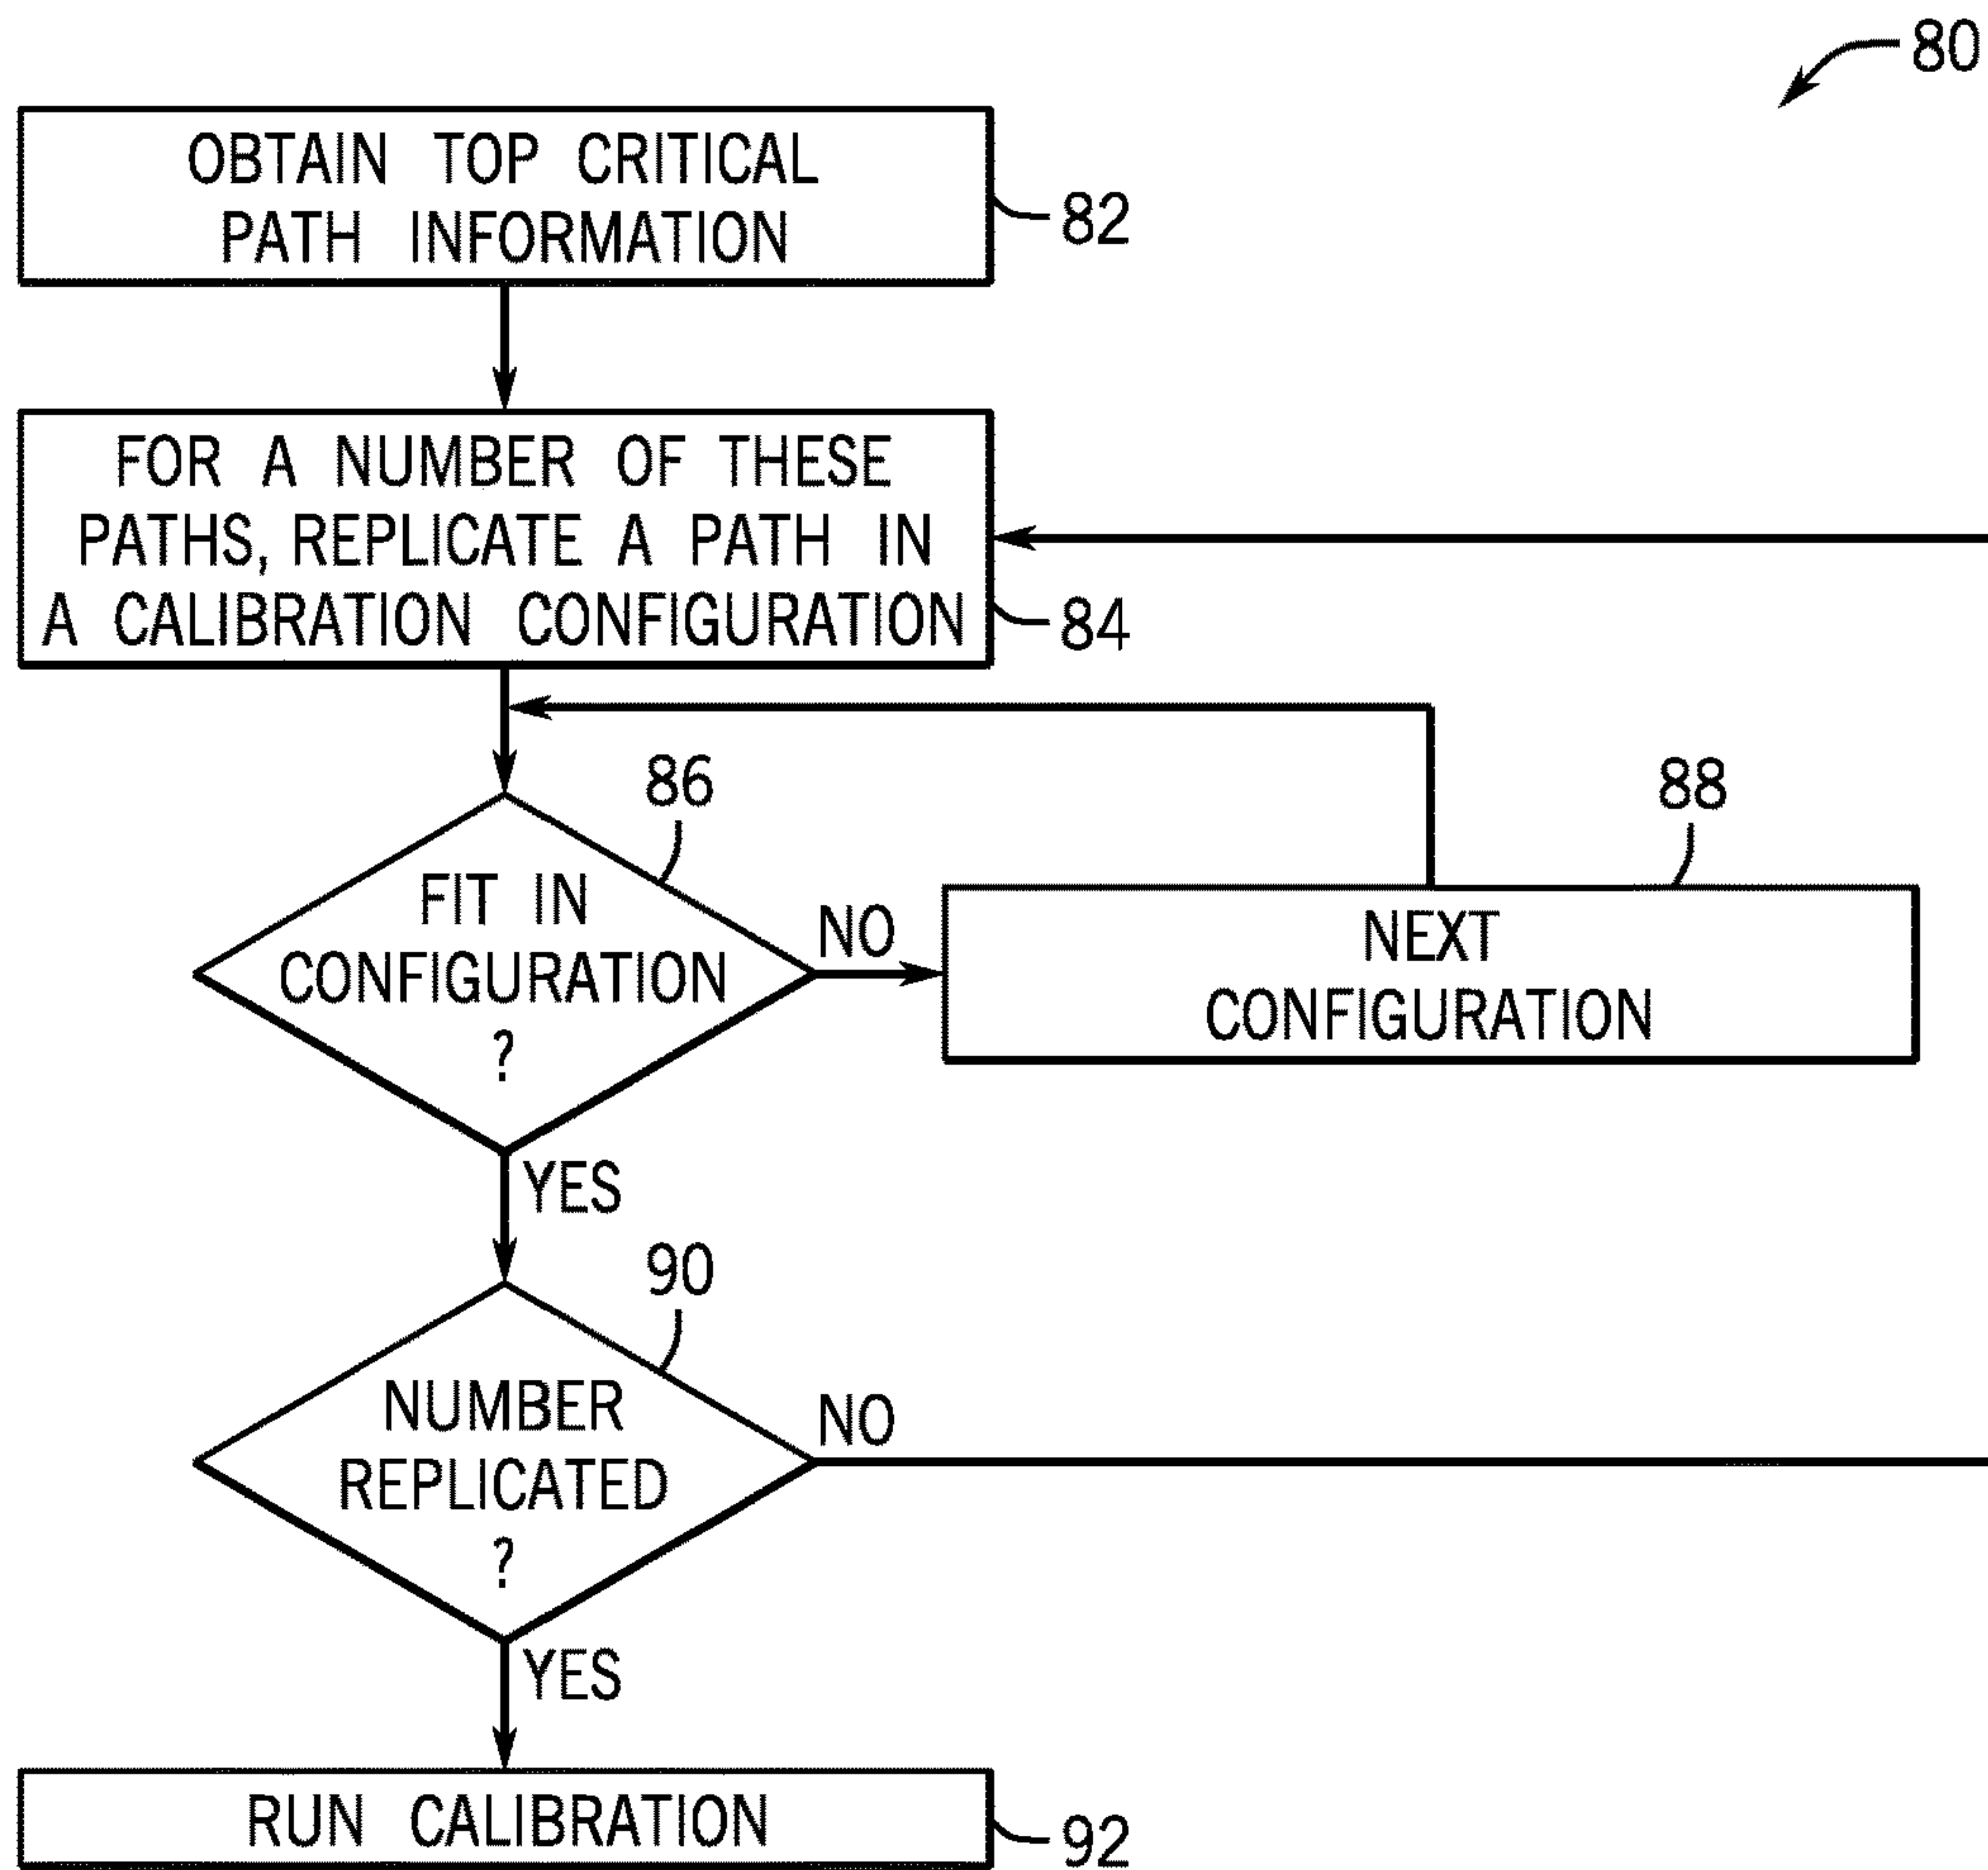 80
OBTAIN TOP CRITICAL
PATH INFORMATION
82
FOR A NUMBER OF THESE
PATHS, REPLICATE A PATH IN
A CALIBRATION CONFIGURATION
84
86
FIT IN
CONFIGURATION
?
NO
88
NEXT
CONFIGURATION
YES
90
NUMBER
REPLICATED
?
NO
YES
RUN CALIBRATION
92